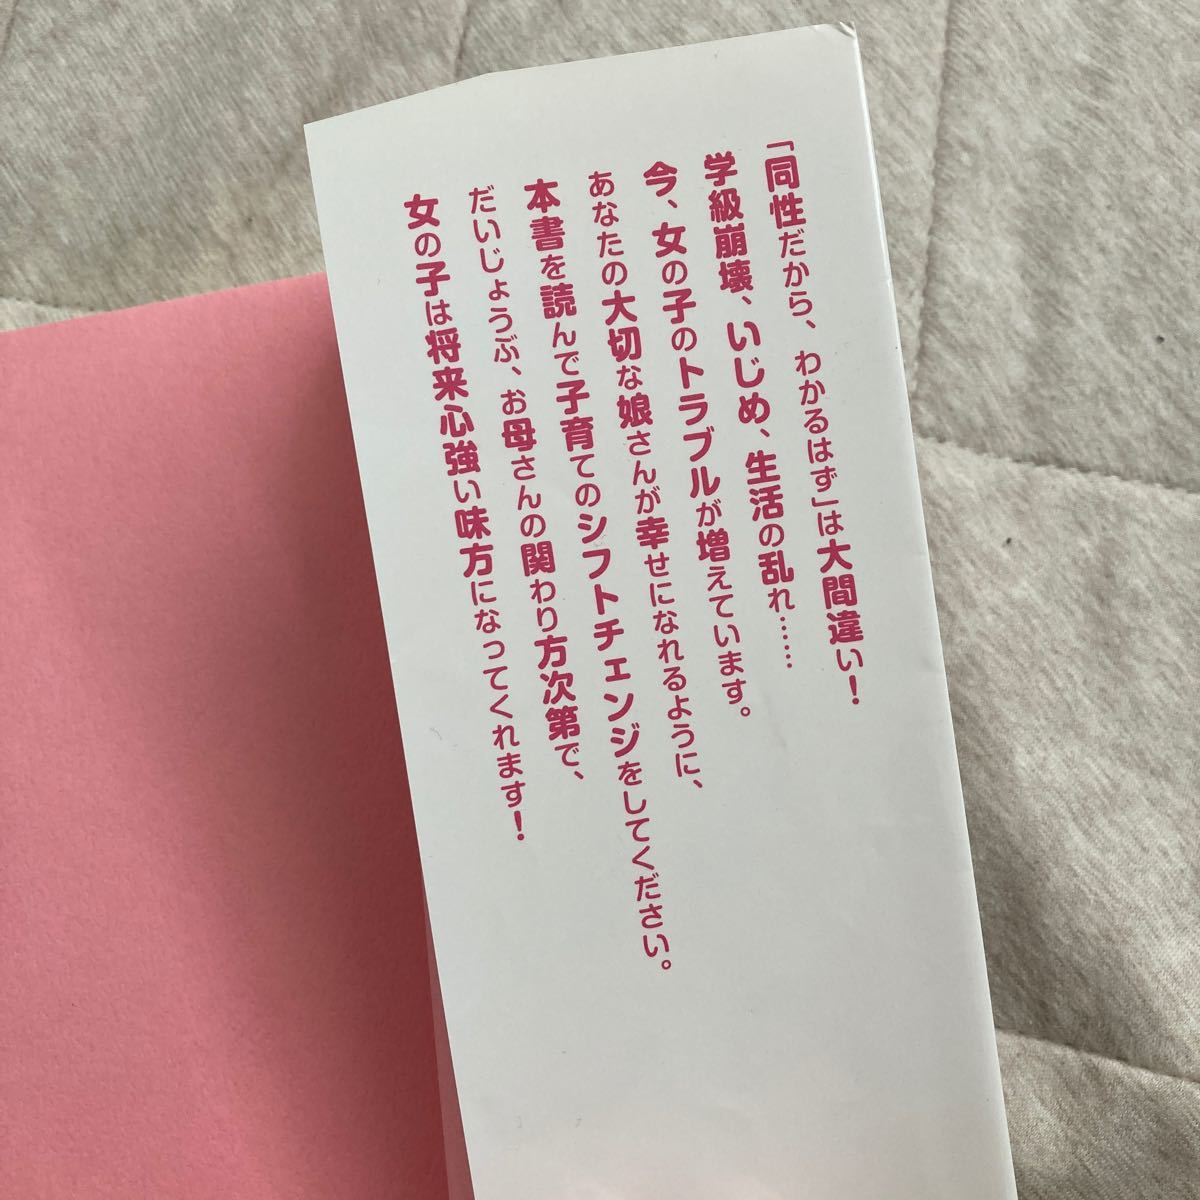 「同性だから、わかるはず」は大間違い！
学級崩壊、いじめ、生活の乱れ……
今、女の子のトラブルが増えています。
あなたの大切な娘さんが幸せになれるように、
本書を読んで子育てのシフトチェンジをしてください。
だいじょうぶ、お母さんの関わり方次第で、
女の子は将来心強い味方になってくれます！